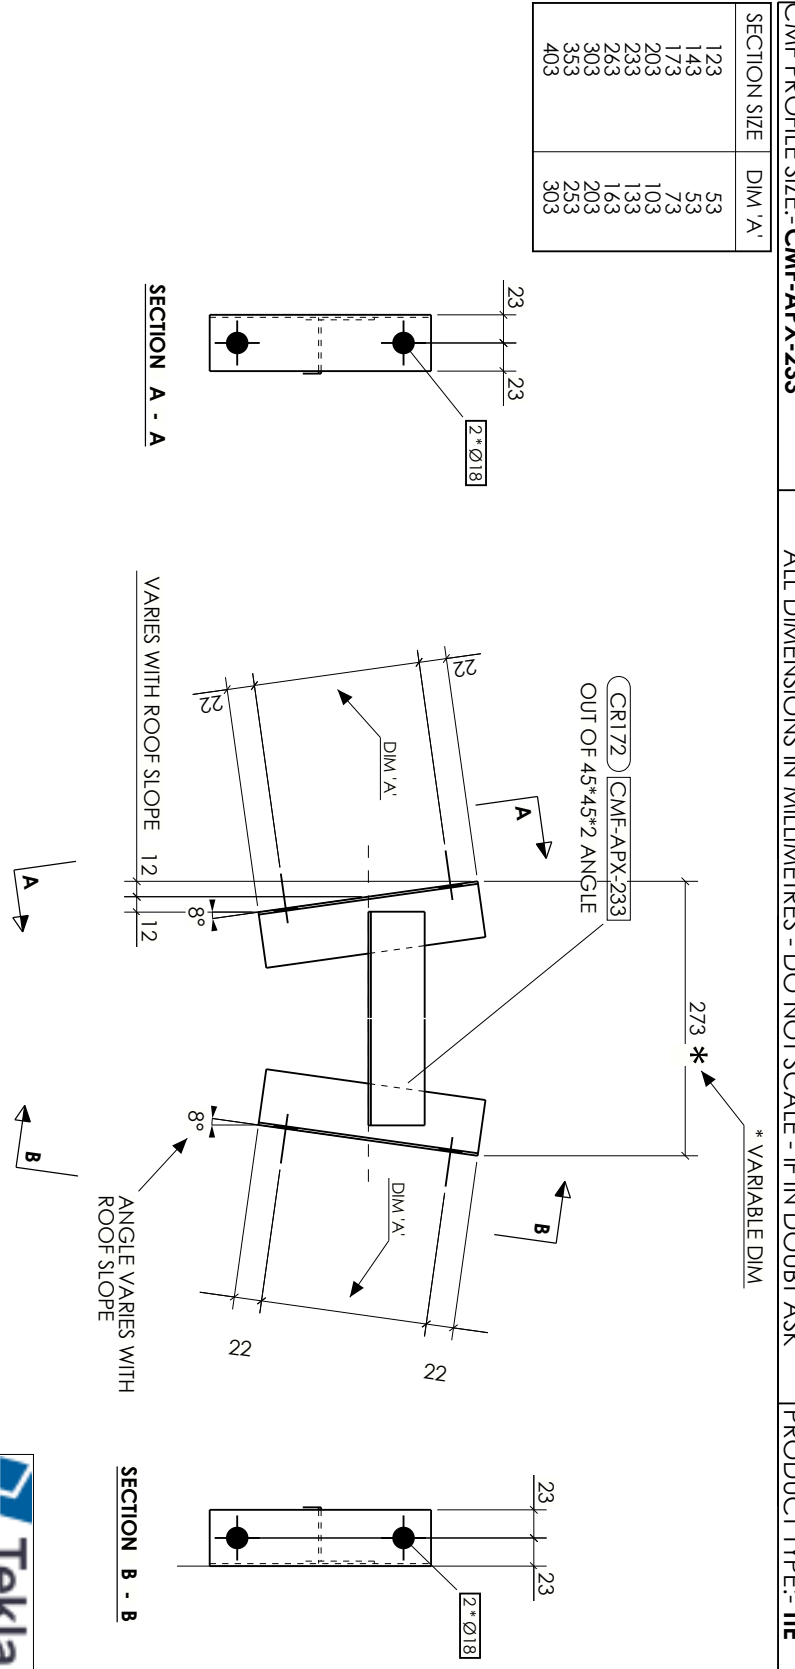 CMF PROFILE SIZE:- CMF-APX-233
ALL DIMENSIONS IN MILLIMETRES - DO NOT SCALE - IF IN DOUBT ASK
PRODUCT TYPE:- TIE
SECTION SIZE DIM 'A'
123 53
143 53
173 73
203 103
233 133
263 163
303 203
353 253
403 303
* VARIABLE DIM
273 *
CR172 CMF-APX-233
OUT OF 45*45*2 ANGLE
23
23
2*Ø18
SECTION A - A
22
22
DIM 'A'
A
A
VARIES WITH ROOF SLOPE 12
12
8°
8°
B
B
DIM 'A'
22
22
ANGLE VARIES WITH
ROOF SLOPE
23
23
2*Ø18
SECTION B - B
Tekla